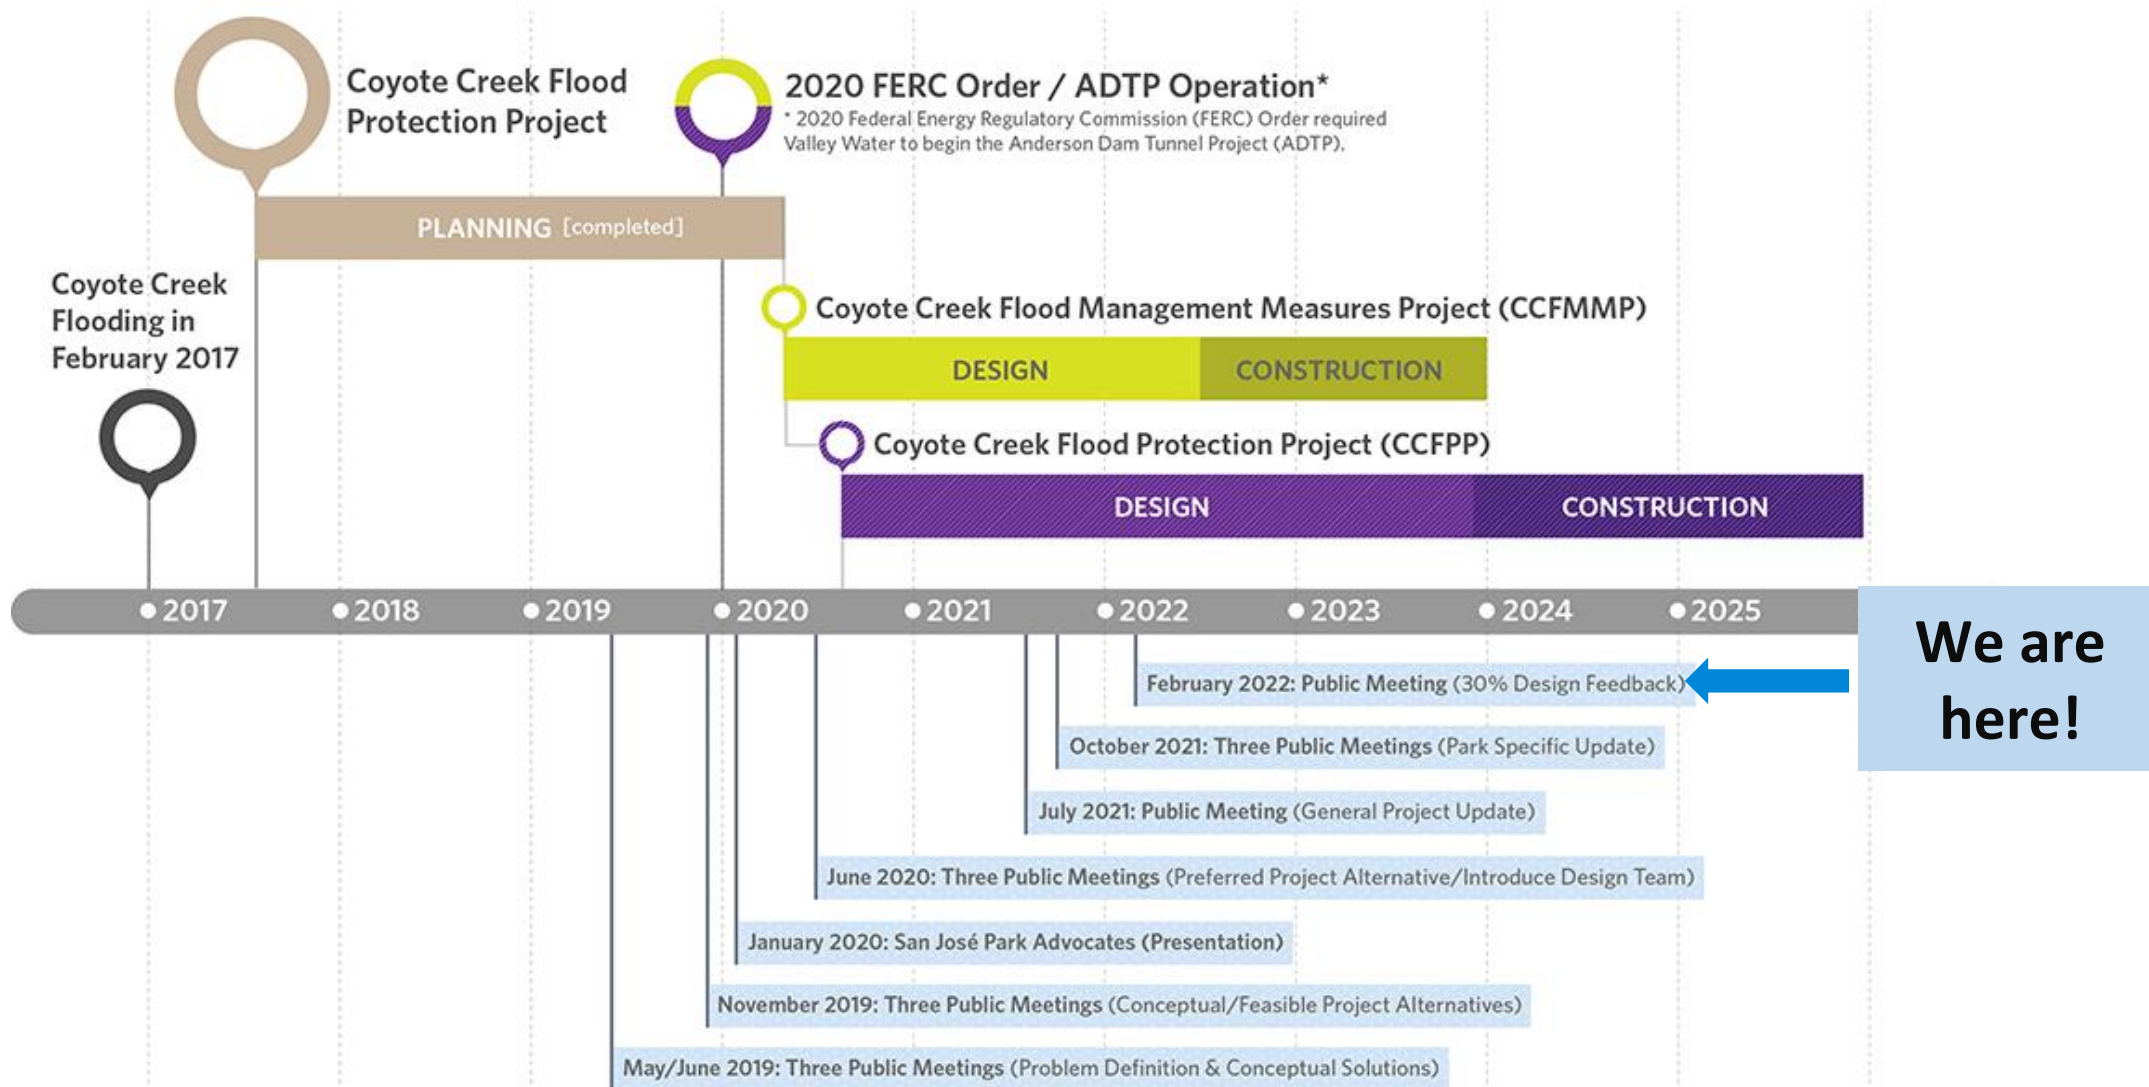 Coyote Creek Flood
Protection Project
2020 FERC Order / ADTP Operation*
* 2020 Federal Energy Regulatory Commission (FERC) Order required
Valley Water to begin the Anderson Dam Tunnel Project (ADTP).
PLANNING [completed]
Coyote Creek
Flooding in
February 2017
Coyote Creek Flood Management Measures Project (CCFMMP)
DESIGN
CONSTRUCTION
Coyote Creek Flood Protection Project (CCFPP)
DESIGN
CONSTRUCTION
2017
2018
2019
2020
2021
2022
2023
2024
2025
We are
here!
February 2022: Public Meeting (30% Design Feedback)
October 2021: Three Public Meetings (Park Specific Update)
July 2021: Public Meeting (General Project Update)
June 2020: Three Public Meetings (Preferred Project Alternative/Introduce Design Team)
January 2020: San José Park Advocates (Presentation)
November 2019: Three Public Meetings (Conceptual/Feasible Project Alternatives)
May/June 2019: Three Public Meetings (Problem Definition & Conceptual Solutions)